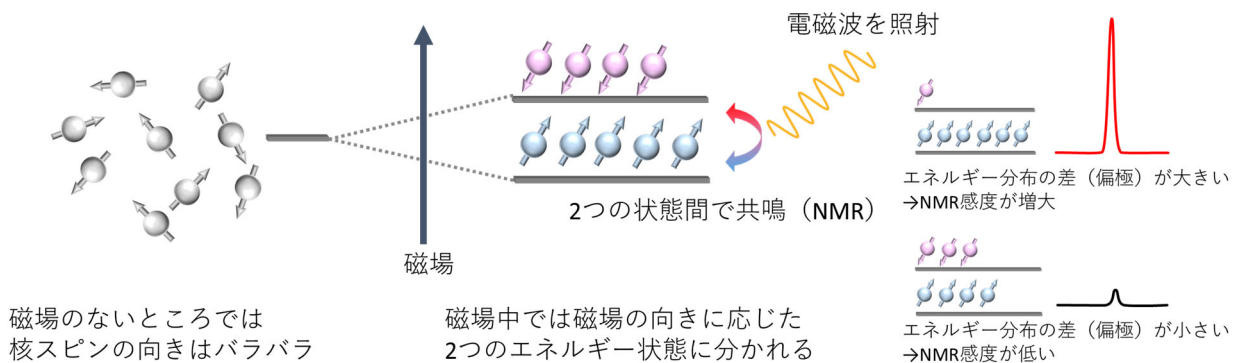 電磁波を照射
2つの状態間で共鳴（NMR）
磁場
磁場のないところでは
核スピンの向きはバラバラ
磁場中では磁場の向きに応じた
2つのエネルギー状態に分かれる
エネルギー分布の差（偏極）が大きい
→NMR感度が増大
エネルギー分布の差（偏極）が小さい
→NMR感度が低い